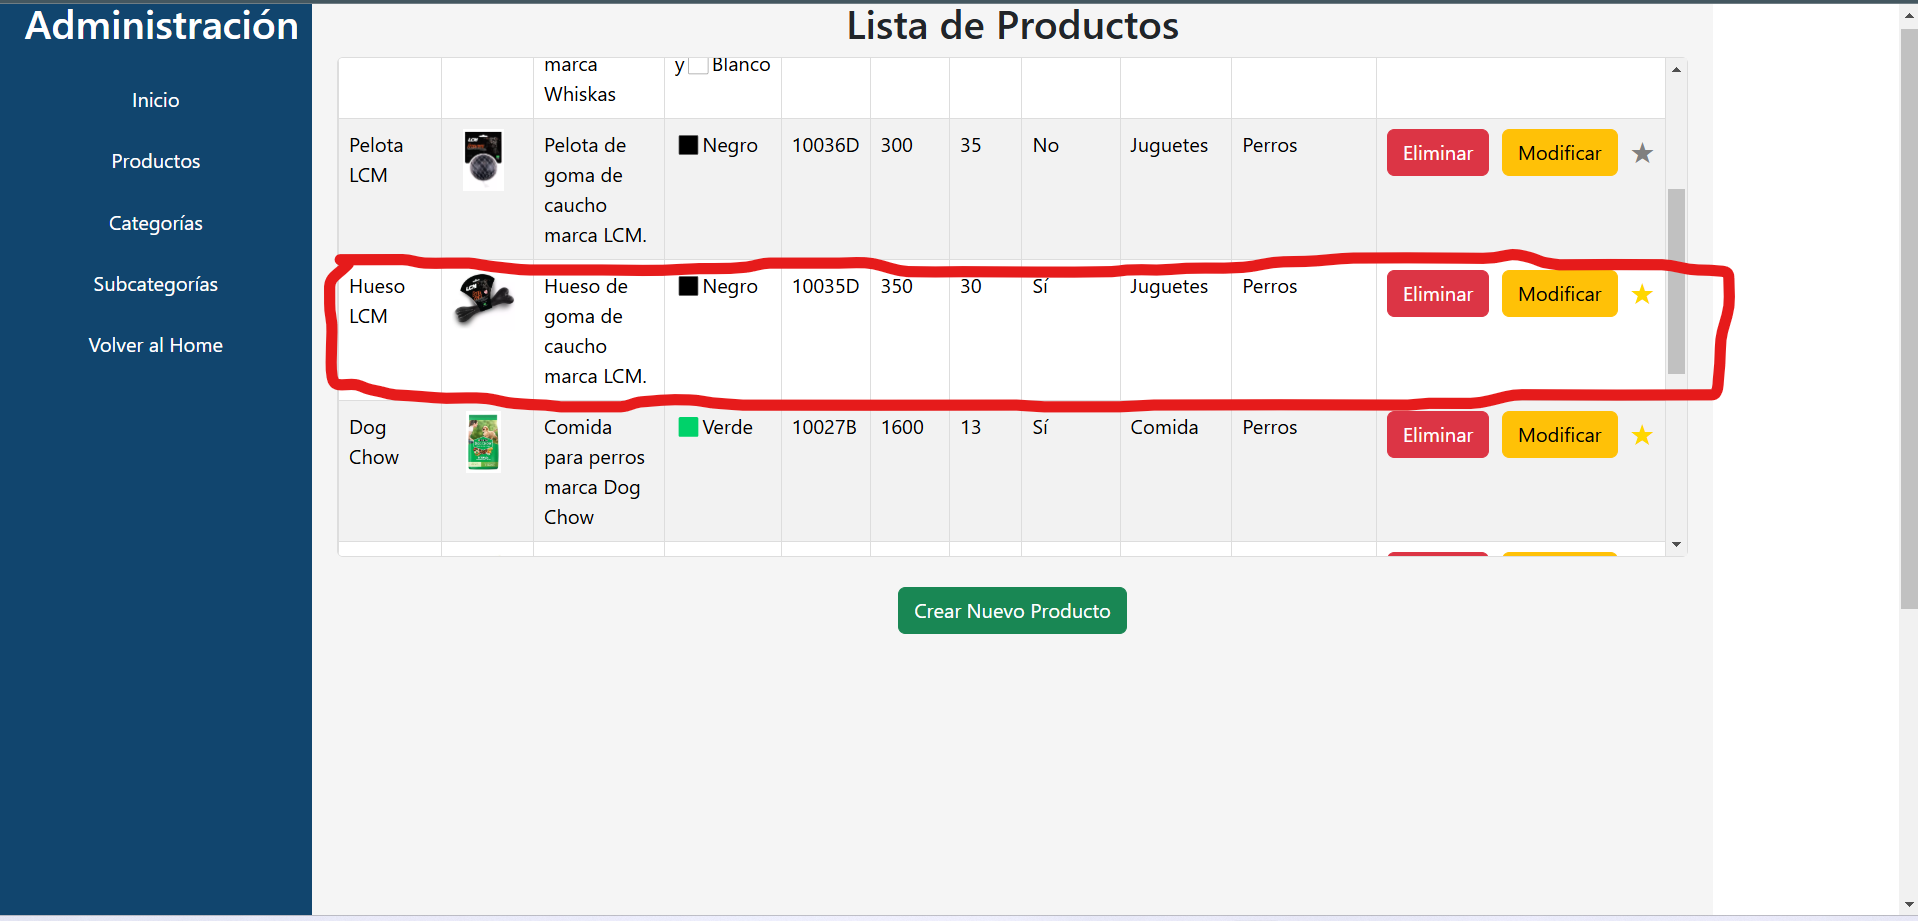 Administración
Inicio
Productos
Categorías
Subcategorías
Volver al Home
Lista de Productos
marca
Whiskas
y Blanco
Pelota
LCM
Pelota de
goma de
caucho
marca LCM.
Negro
10036D
300
35
No
Juguetes
Perros
Eliminar
Modificar
Hueso
LCM
Hueso de
goma de
caucho
marca LCM.
Negro
10035D
350
30
Sí
Juguetes
Perros
Eliminar
Modificar
Dog
Chow
Comida
para perros
marca Dog
Chow
Verde
10027B
1600
13
Sí
Comida
Perros
Eliminar
Modificar
Crear Nuevo Producto